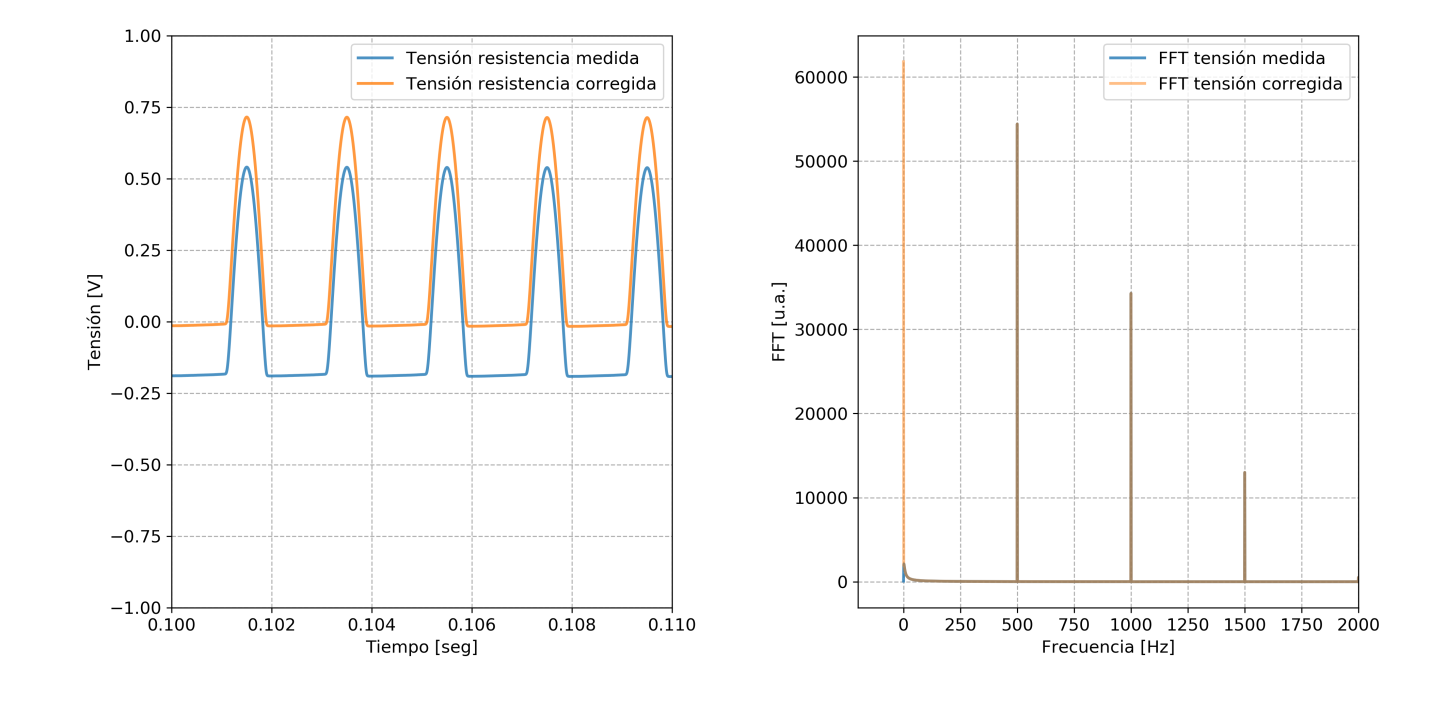 1.00
0.75
0.50
0.25
0.00
−0.25
−0.50
−0.75
−1.00
Tensión [V]
0.100 0.102 0.104 0.106 0.108 0.110
Tiempo [seg]
Tensión resistencia medida
Tensión resistencia corregida
60000
50000
40000
30000
20000
10000
0
FFT [u.a.]
0 250 500 750 1000 1250 1500 1750 2000
Frecuencia [Hz]
FFT tensión medida
FFT tensión corregida